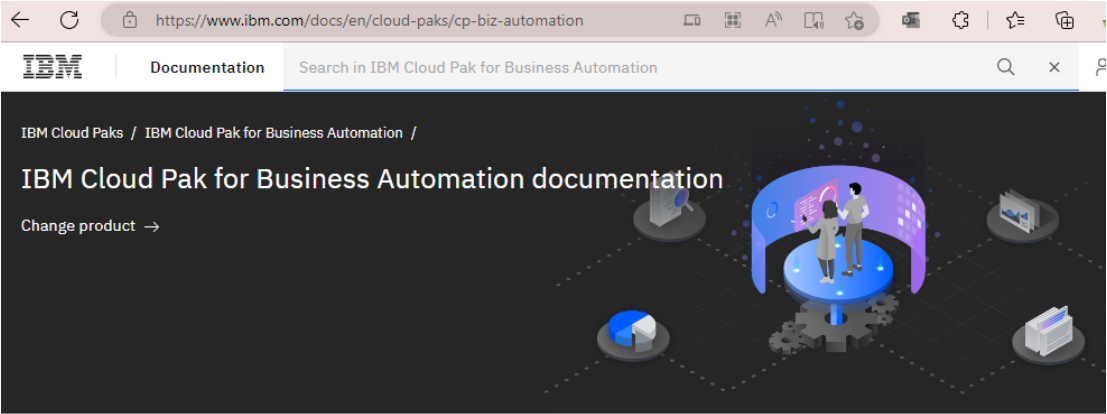 https://www.ibm.com/docs/en/cloud-paks/cp-biz-automation
IBM Documentation Search in IBM Cloud Pak for Business Automation
IBM Cloud Paks / IBM Cloud Pak for Business Automation /
IBM Cloud Pak for Business Automation documentation
Change product →